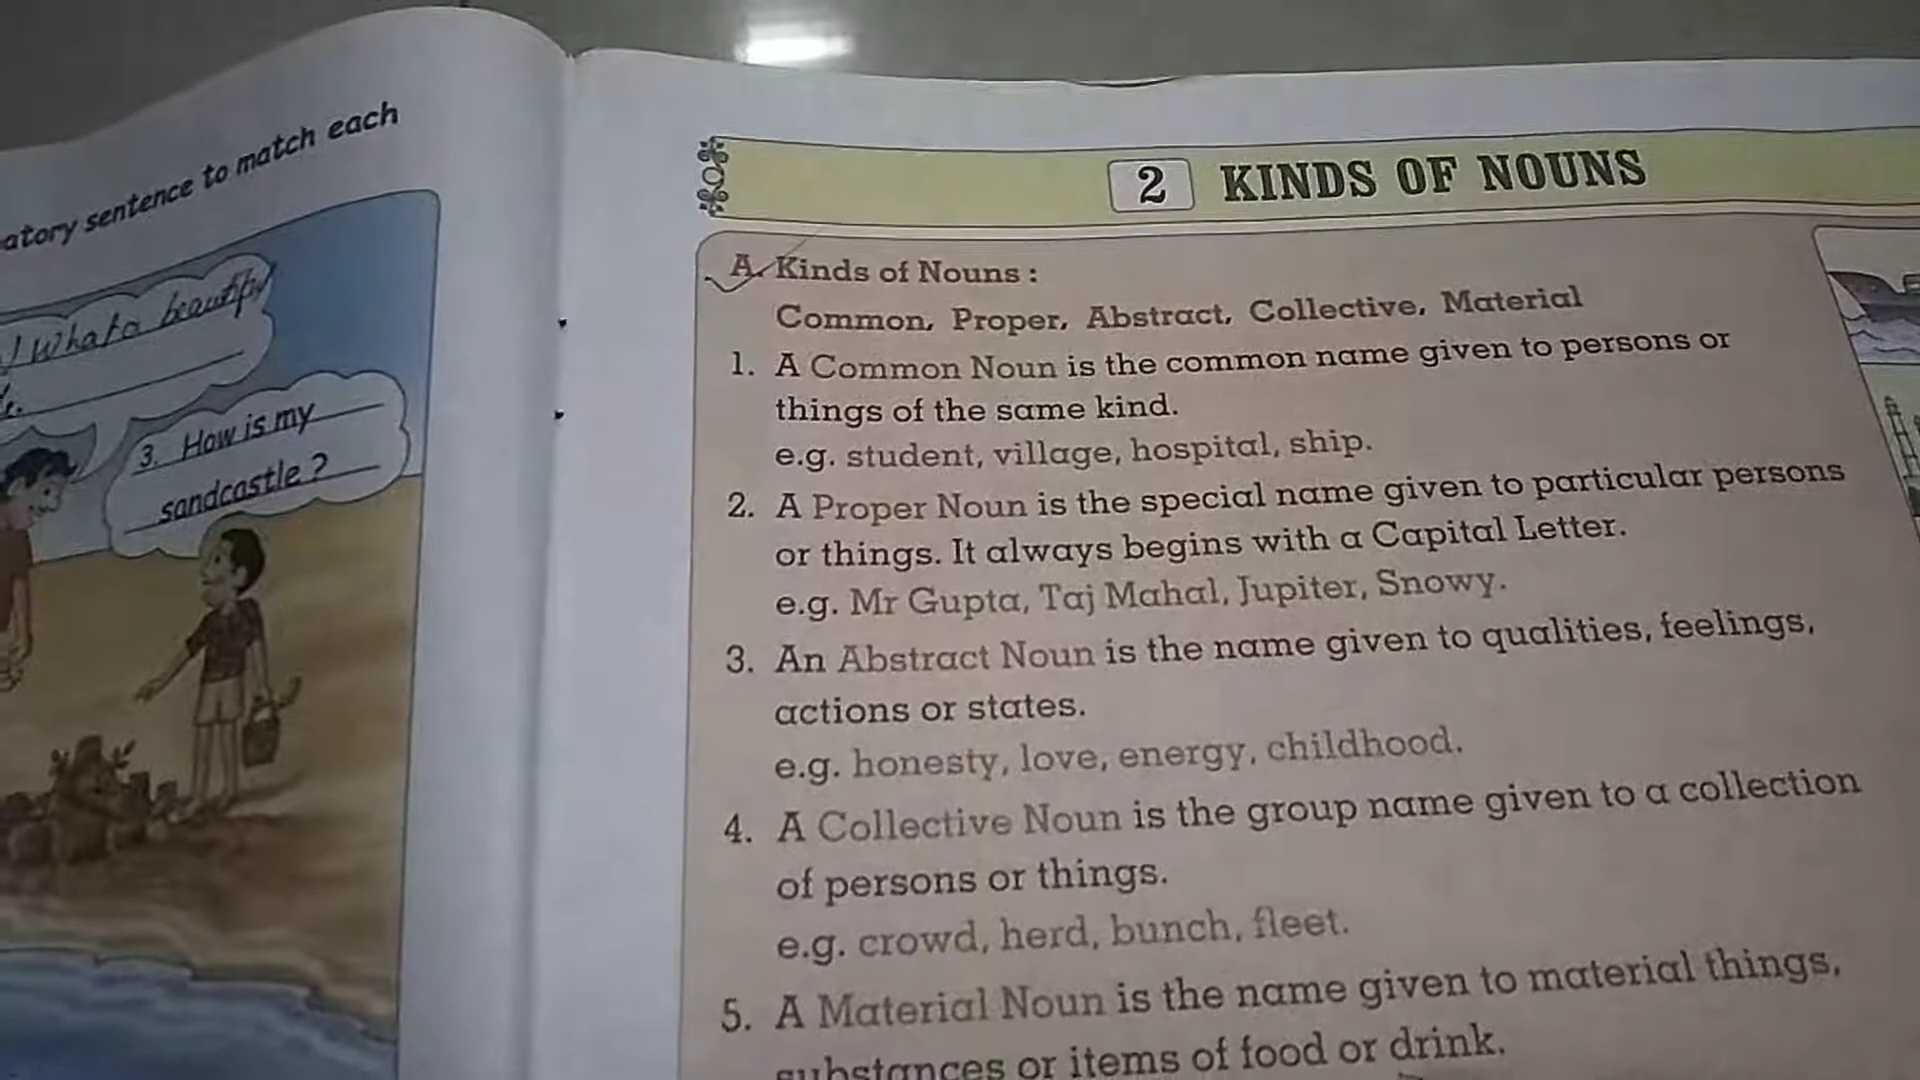 atory sentence to match each
! What a beautiful
3. How is my
sandcastle ?
2 KINDS OF NOUNS
A. Kinds of Nouns :
Common, Proper, Abstract, Collective, Material
1. A Common Noun is the common name given to persons or
things of the same kind.
e.g. student, village, hospital, ship.
2. A Proper Noun is the special name given to particular persons
or things. It always begins with a Capital Letter.
e.g. Mr Gupta, Taj Mahal, Jupiter, Snowy.
3. An Abstract Noun is the name given to qualities, feelings,
actions or states.
e.g. honesty, love, energy, childhood.
4. A Collective Noun is the group name given to a collection
of persons or things.
e.g. crowd, herd, bunch, fleet.
5. A Material Noun is the name given to material things,
substances or items of food or drink.